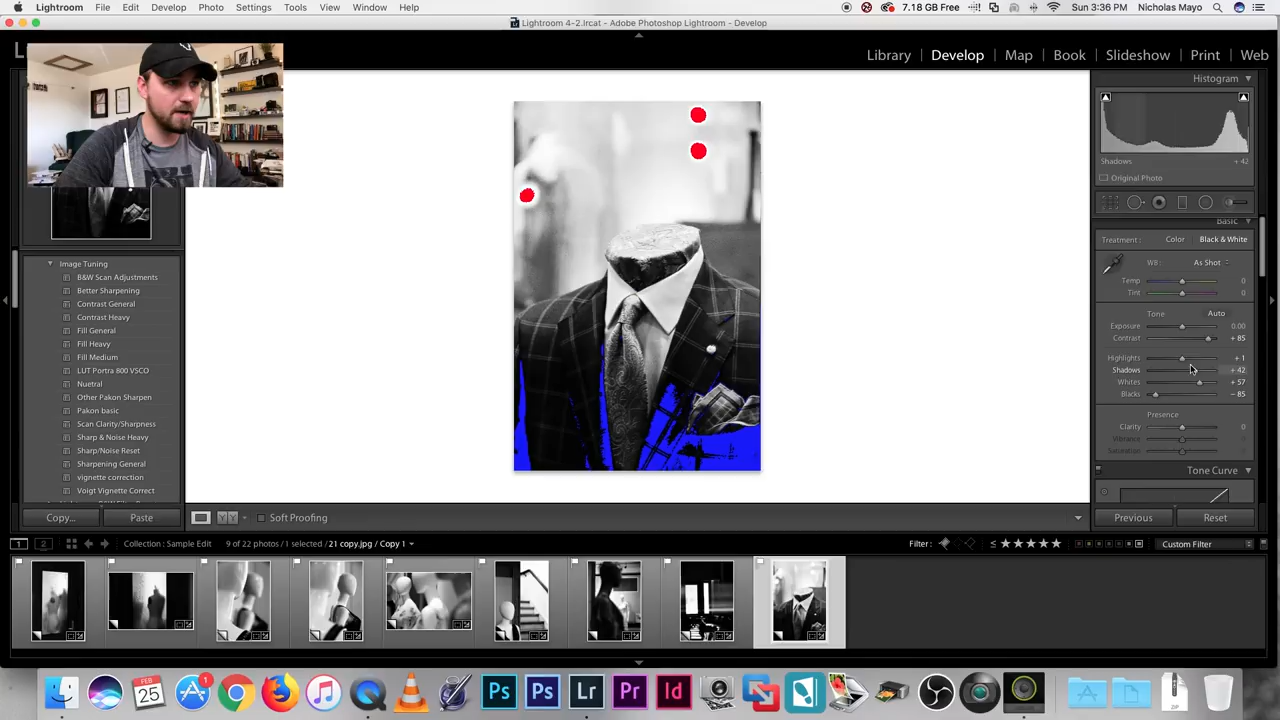 Lightroom File Edit Develop Photo Settings Tools View Window Help 7.18 GB Free Sun 3:36 PM Nicholas Mayo
Lightroom 4-2.lrcat - Adobe Photoshop Lightroom - Develop
L Library Develop Map Book Slideshow Print Web
Histogram
Shadows + 42
Original Photo
Basic
Treatment: Color Black & White
WB: As Shot
Temp 0
Tint 0
Tone Auto
Exposure 0.00
Contrast + 85
Highlights + 1
Shadows + 42
Whites + 57
Blacks - 85
Presence
Clarity 0
Vibrance
Saturation
Tone Curve
Previous Reset
Image Tuning
B&W Scan Adjustments
Better Sharpening
Contrast General
Contrast Heavy
Fill General
Fill Heavy
Fill Medium
LUT Portra 800 VSCO
Nuetral
Other Pakon Sharpen
Pakon basic
Scan Clarity/Sharpness
Sharp & Noise Heavy
Sharp/Noise Reset
Sharpening General
vignette correction
Voigt Vignette Correct
Copy... Paste
Soft Proofing
1 2 Collection : Sample Edit 9 of 22 photos / 1 selected / 21 copy.jpg / Copy 1 Filter : ≤ ★★★★★ Custom Filter
FEB 25 1 Ps Ps Lr Pr Id